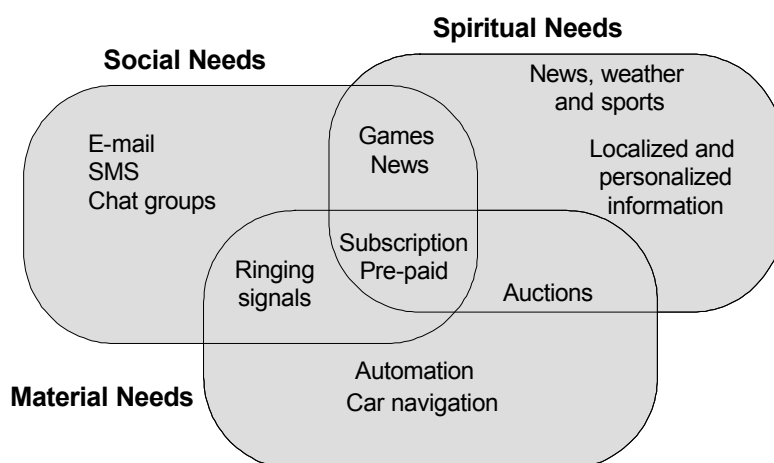 Spiritual Needs
Social Needs
News, weather
and sports
E-mail
SMS
Chat groups
Games
News
Localized and
personalized
information
Subscription
Pre-paid
Ringing
signals
Auctions
Automation
Car navigation
Material Needs